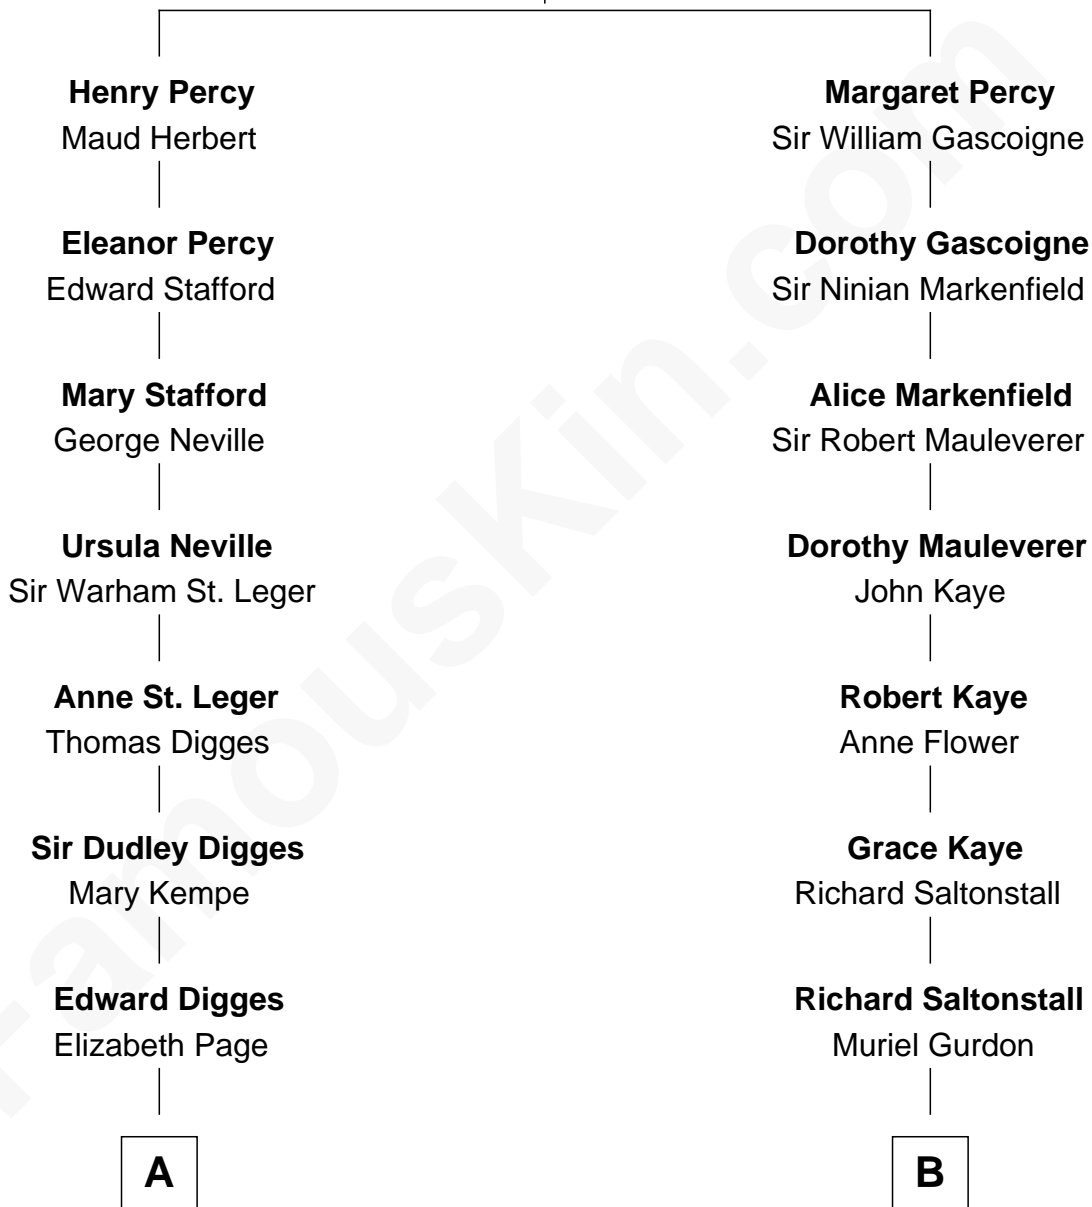 Henry Percy
Maud Herbert
Eleanor Percy
Edward Stafford
Mary Stafford
George Neville
Ursula Neville
Sir Warham St. Leger
Anne St. Leger
Thomas Digges
Sir Dudley Digges
Mary Kempe
Edward Digges
Elizabeth Page
A
Margaret Percy
Sir William Gascoigne
Dorothy Gascoigne
Sir Ninian Markenfield
Alice Markenfield
Sir Robert Mauleverer
Dorothy Mauleverer
John Kaye
Robert Kaye
Anne Flower
Grace Kaye
Richard Saltonstall
Richard Saltonstall
Muriel Gurdon
B
FamousKin.com